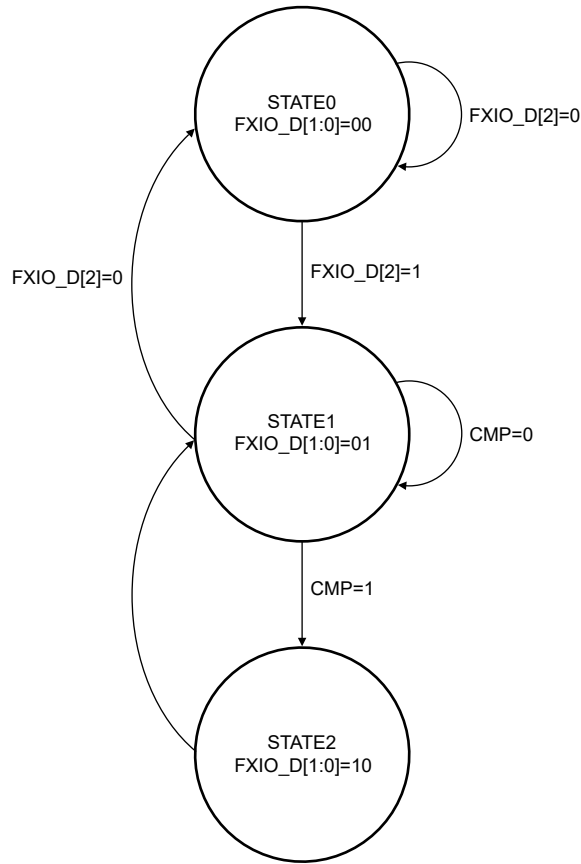 STATE0
FXIO_D[1:0]=00
FXIO_D[2]=0
FXIO_D[2]=0
FXIO_D[2]=1
STATE1
FXIO_D[1:0]=01
CMP=0
CMP=1
STATE2
FXIO_D[1:0]=10